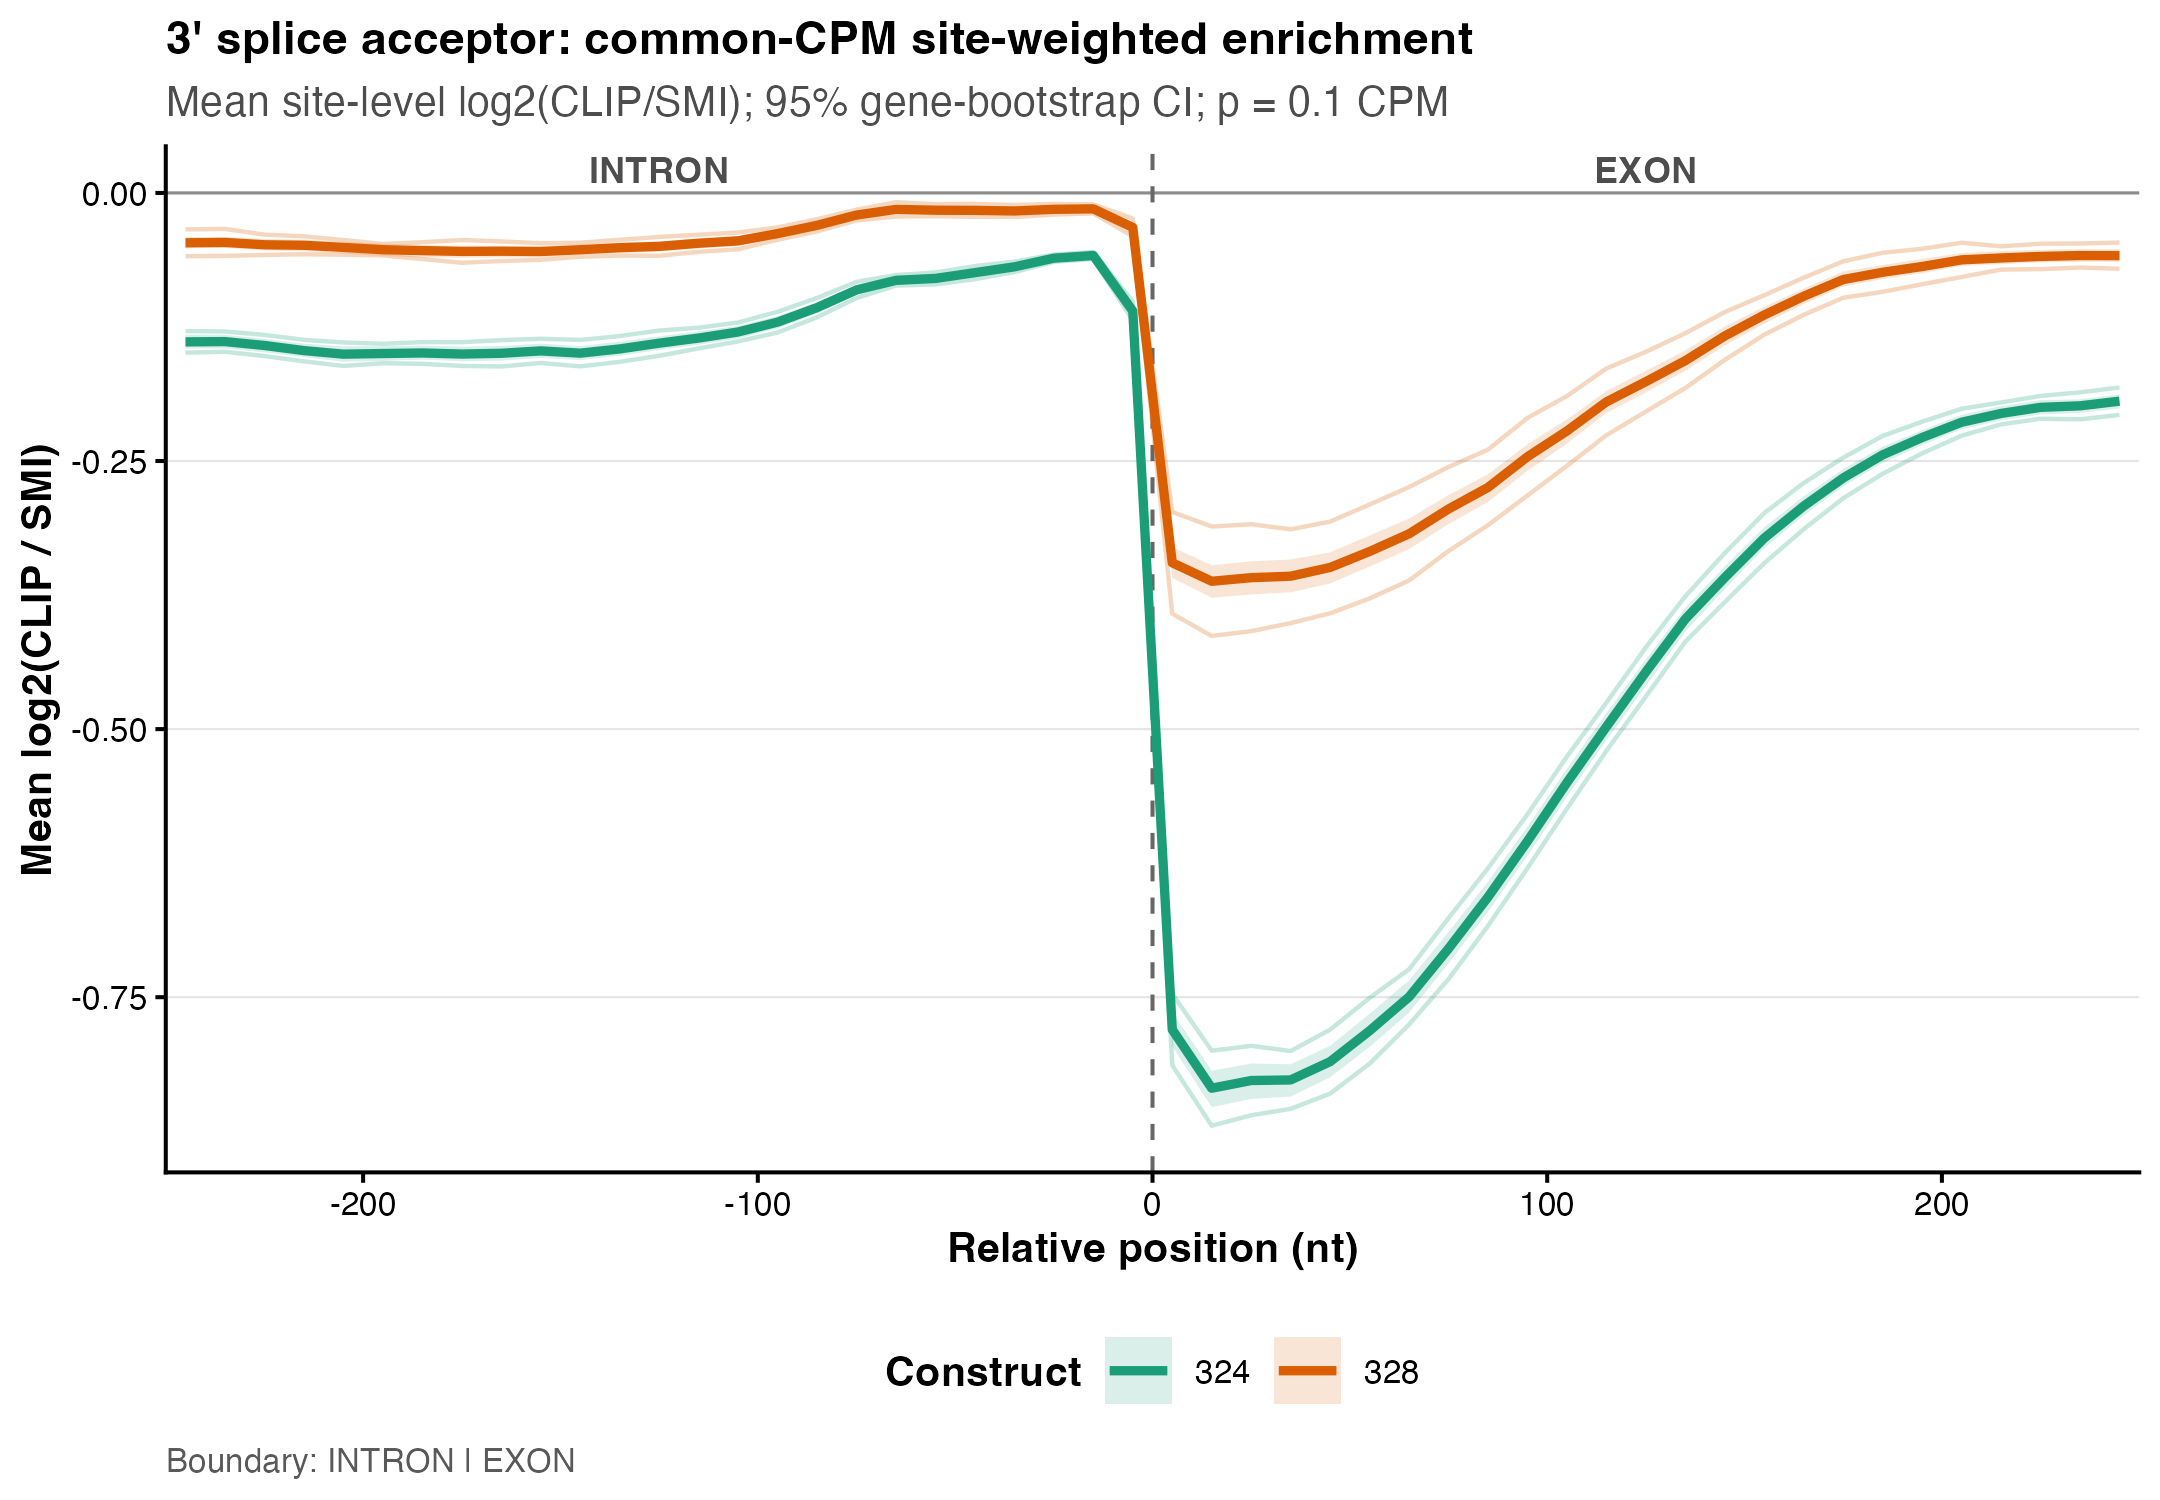 3' splice acceptor: common-CPM site-weighted enrichment
Mean site-level log2(CLIP/SMI); 95% gene-bootstrap CI; p = 0.1 CPM
INTRON
EXON
0.00
-0.25
-0.50
-0.75
Mean log2(CLIP / SMI)
-200
-100
0
100
200
Relative position (nt)
Construct
324
328
Boundary: INTRON | EXON